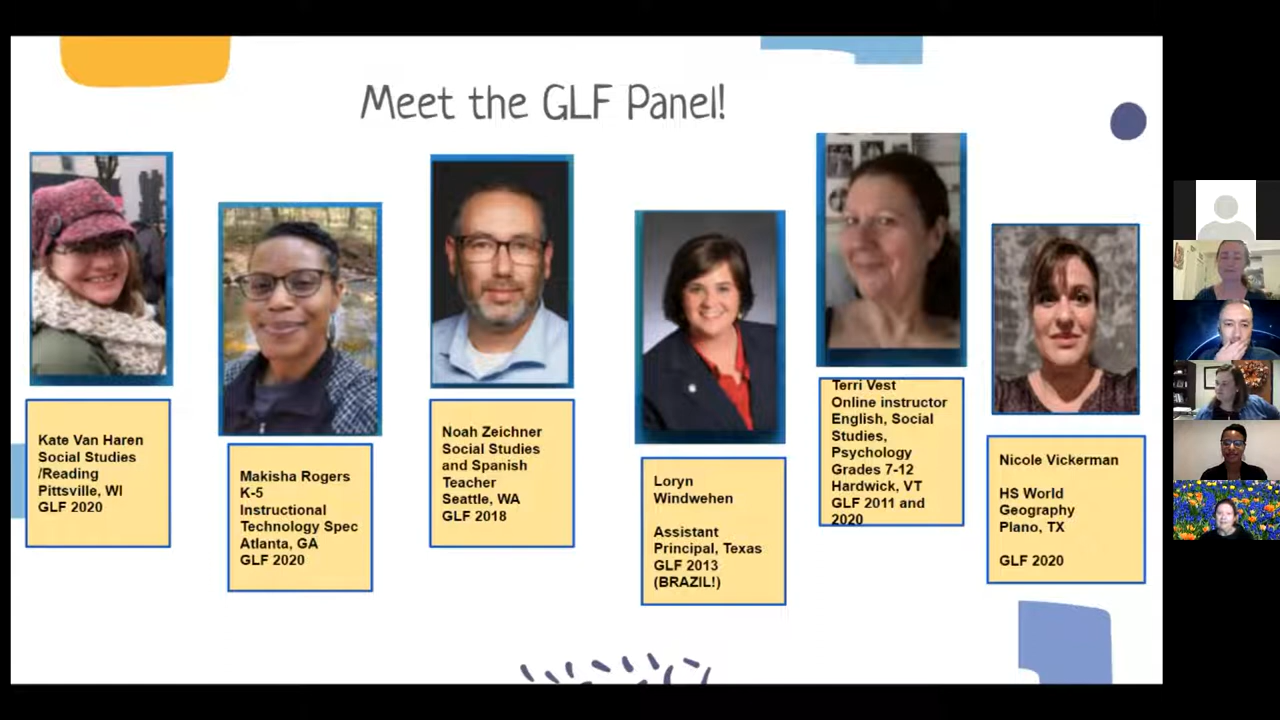 Meet the GLF Panel!
Kate Van Haren
Social Studies
/Reading
Pittsville, WI
GLF 2020
Makisha Rogers
K-5
Instructional
Technology Spec
Atlanta, GA
GLF 2020
Noah Zeichner
Social Studies
and Spanish
Teacher
Seattle, WA
GLF 2018
Loryn
Windwehen
Assistant
Principal, Texas
GLF 2013
(BRAZIL!)
Terri Vest
Online instructor
English, Social
Studies,
Psychology
Grades 7-12
Hardwick, VT
GLF 2011 and
2020
Nicole Vickerman
HS World
Geography
Plano, TX
GLF 2020